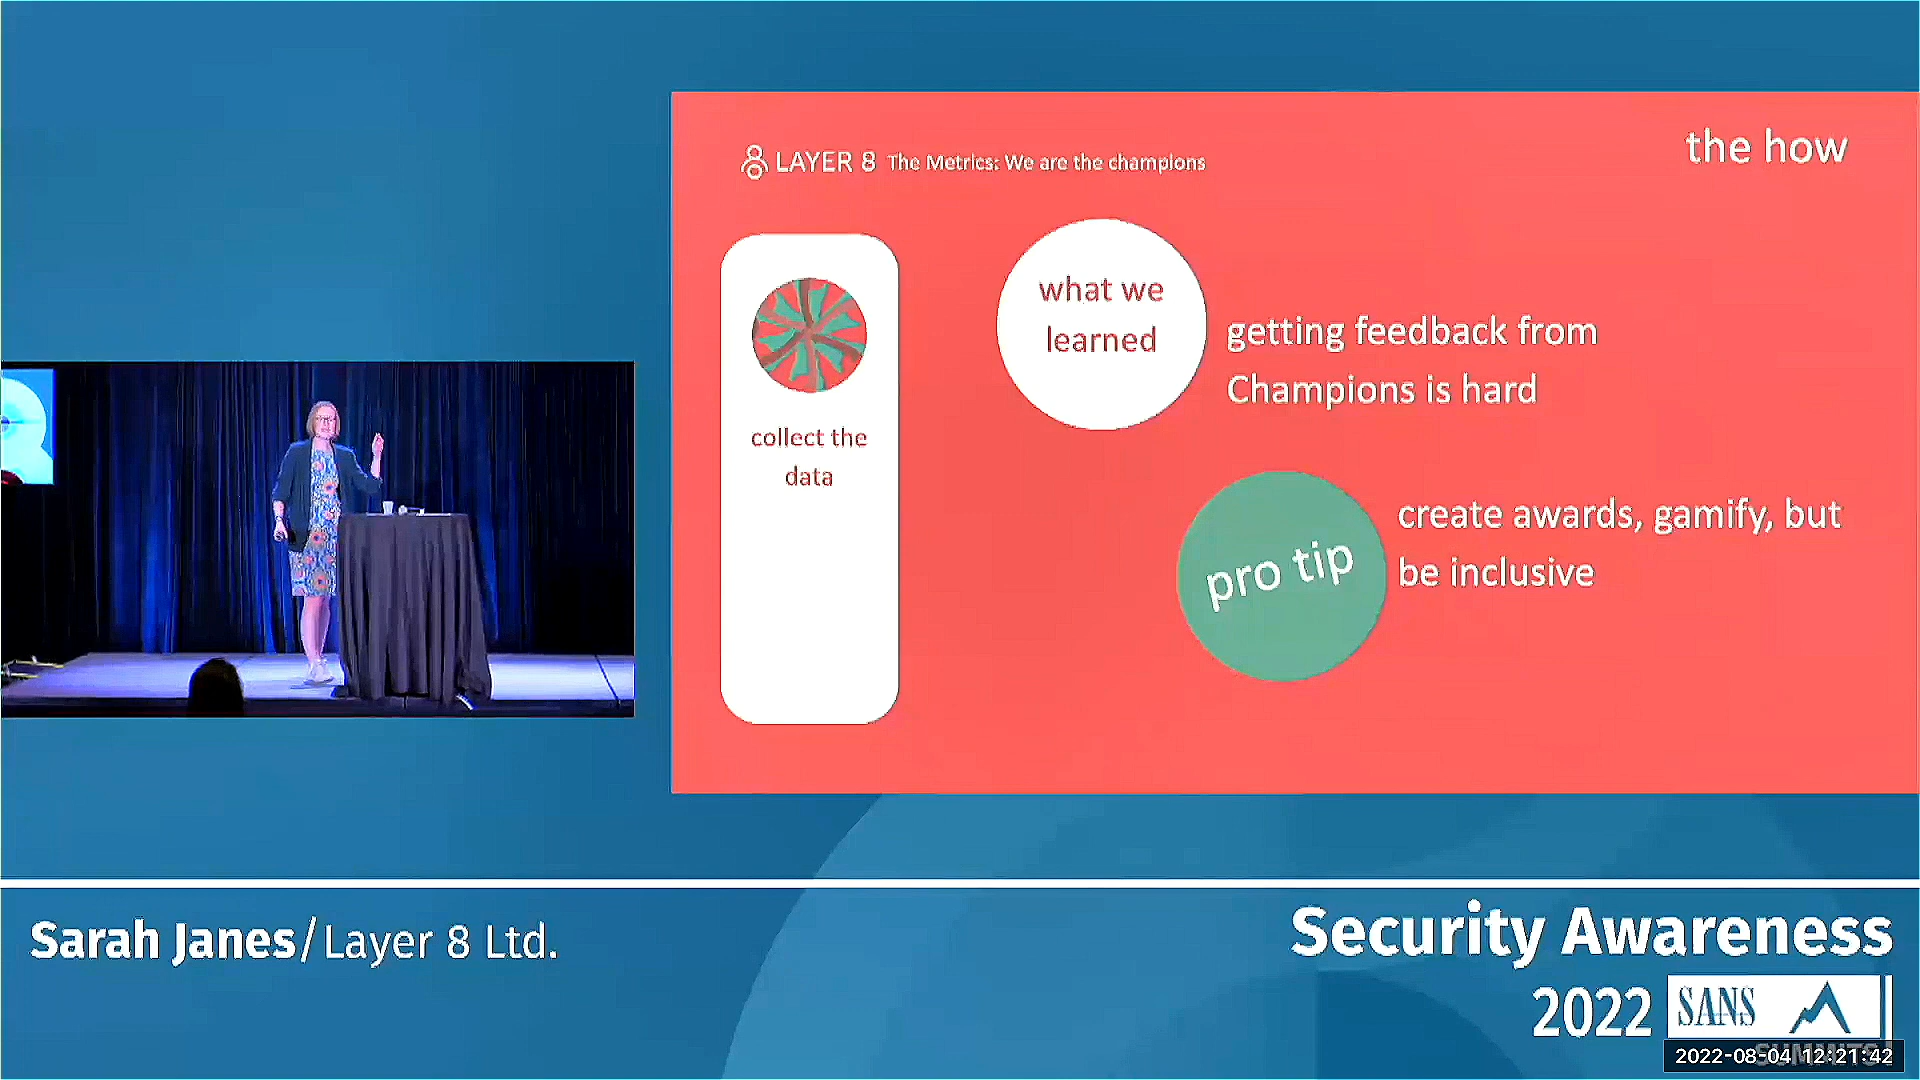 the how
LAYER 8 The Metrics: We are the champions
what we
learned
getting feedback from
Champions is hard
collect the
data
pro tip
create awards, gamify, but
be inclusive
Sarah Janes/Layer 8 Ltd.
Security Awareness
2022 SANS
SUMMITS
2022-08-04 12:21:42